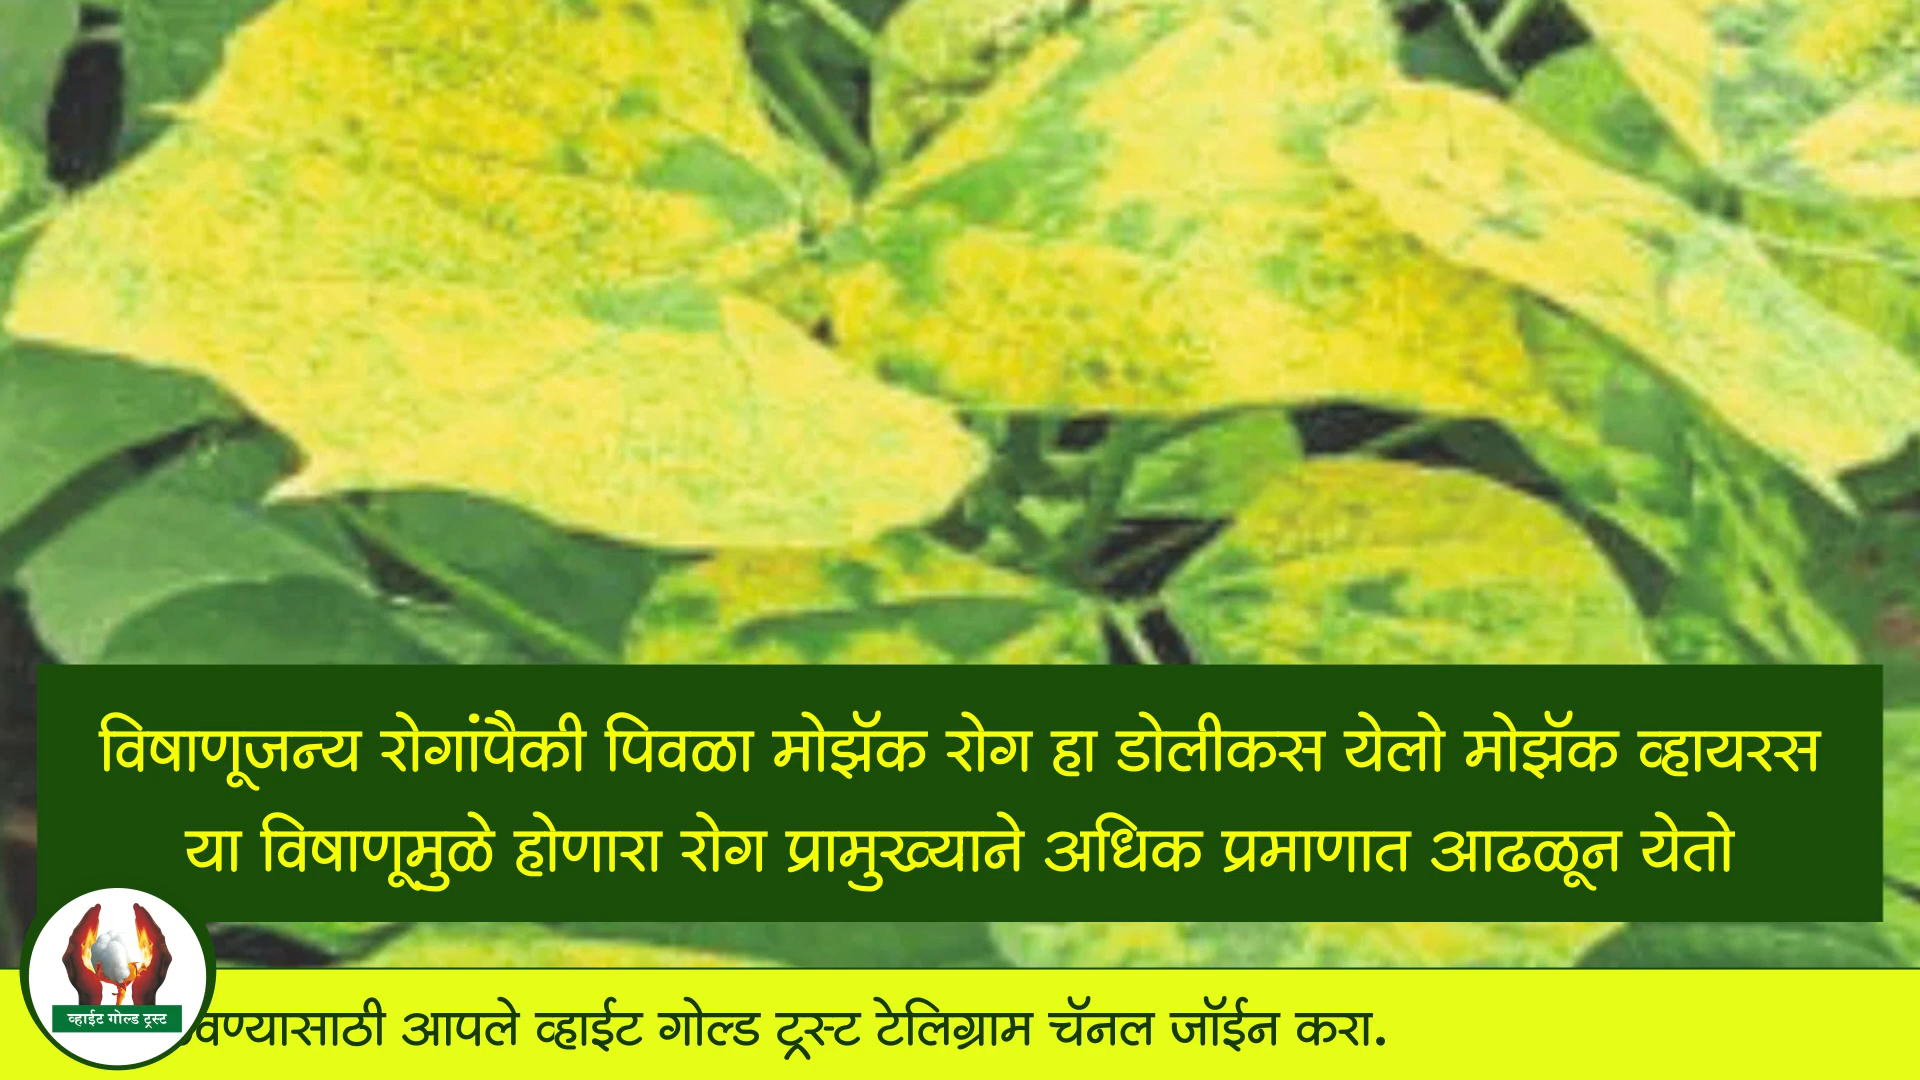 विषाणूजन्य रोगांपैकी पिवळा मोझॅक रोग हा डोलीकस येलो मोझॅक व्हायरस
या विषाणूमुळे होणारा रोग प्रामुख्याने अधिक प्रमाणात आढळून येतो
व्हाईट गोल्ड ट्रस्ट
वण्यासाठी आपले व्हाईट गोल्ड ट्रस्ट टेलिग्राम चॅनल जॉईन करा.